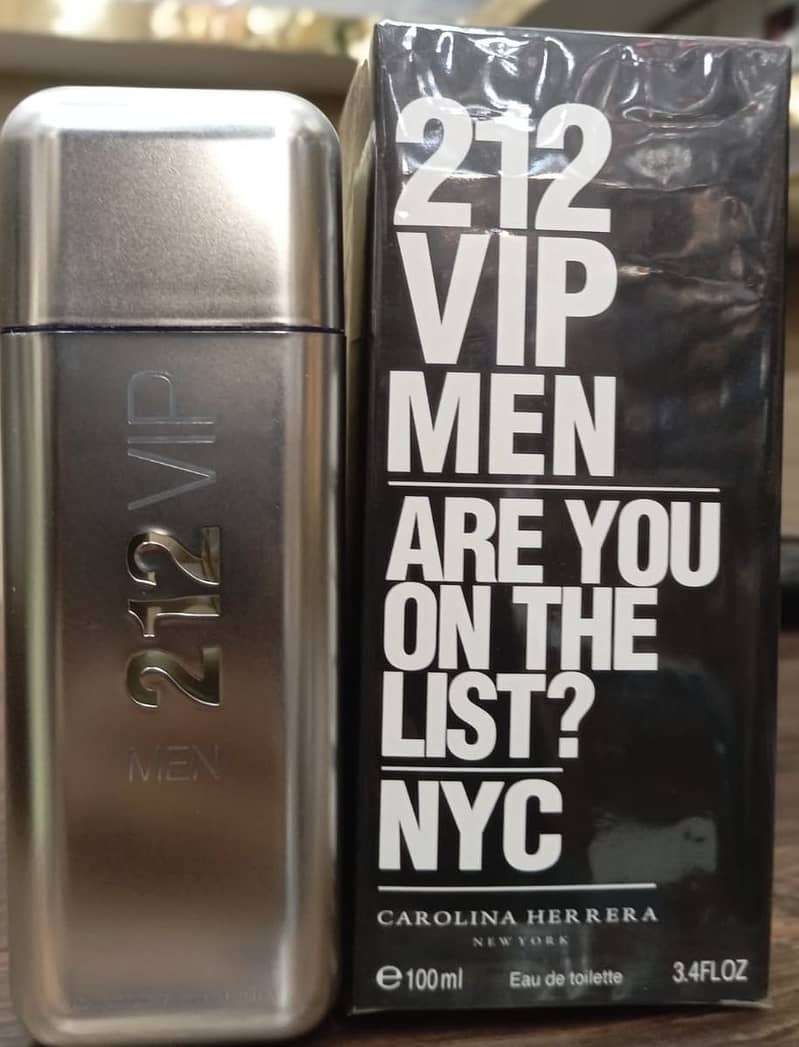 MEN 212 VIP
212
VIP
MEN
ARE YOU
ON THE
LIST?
NYC
CAROLINA HERRERA
NEW YORK
℮100ml Eau de toilette 3.4FLOZ